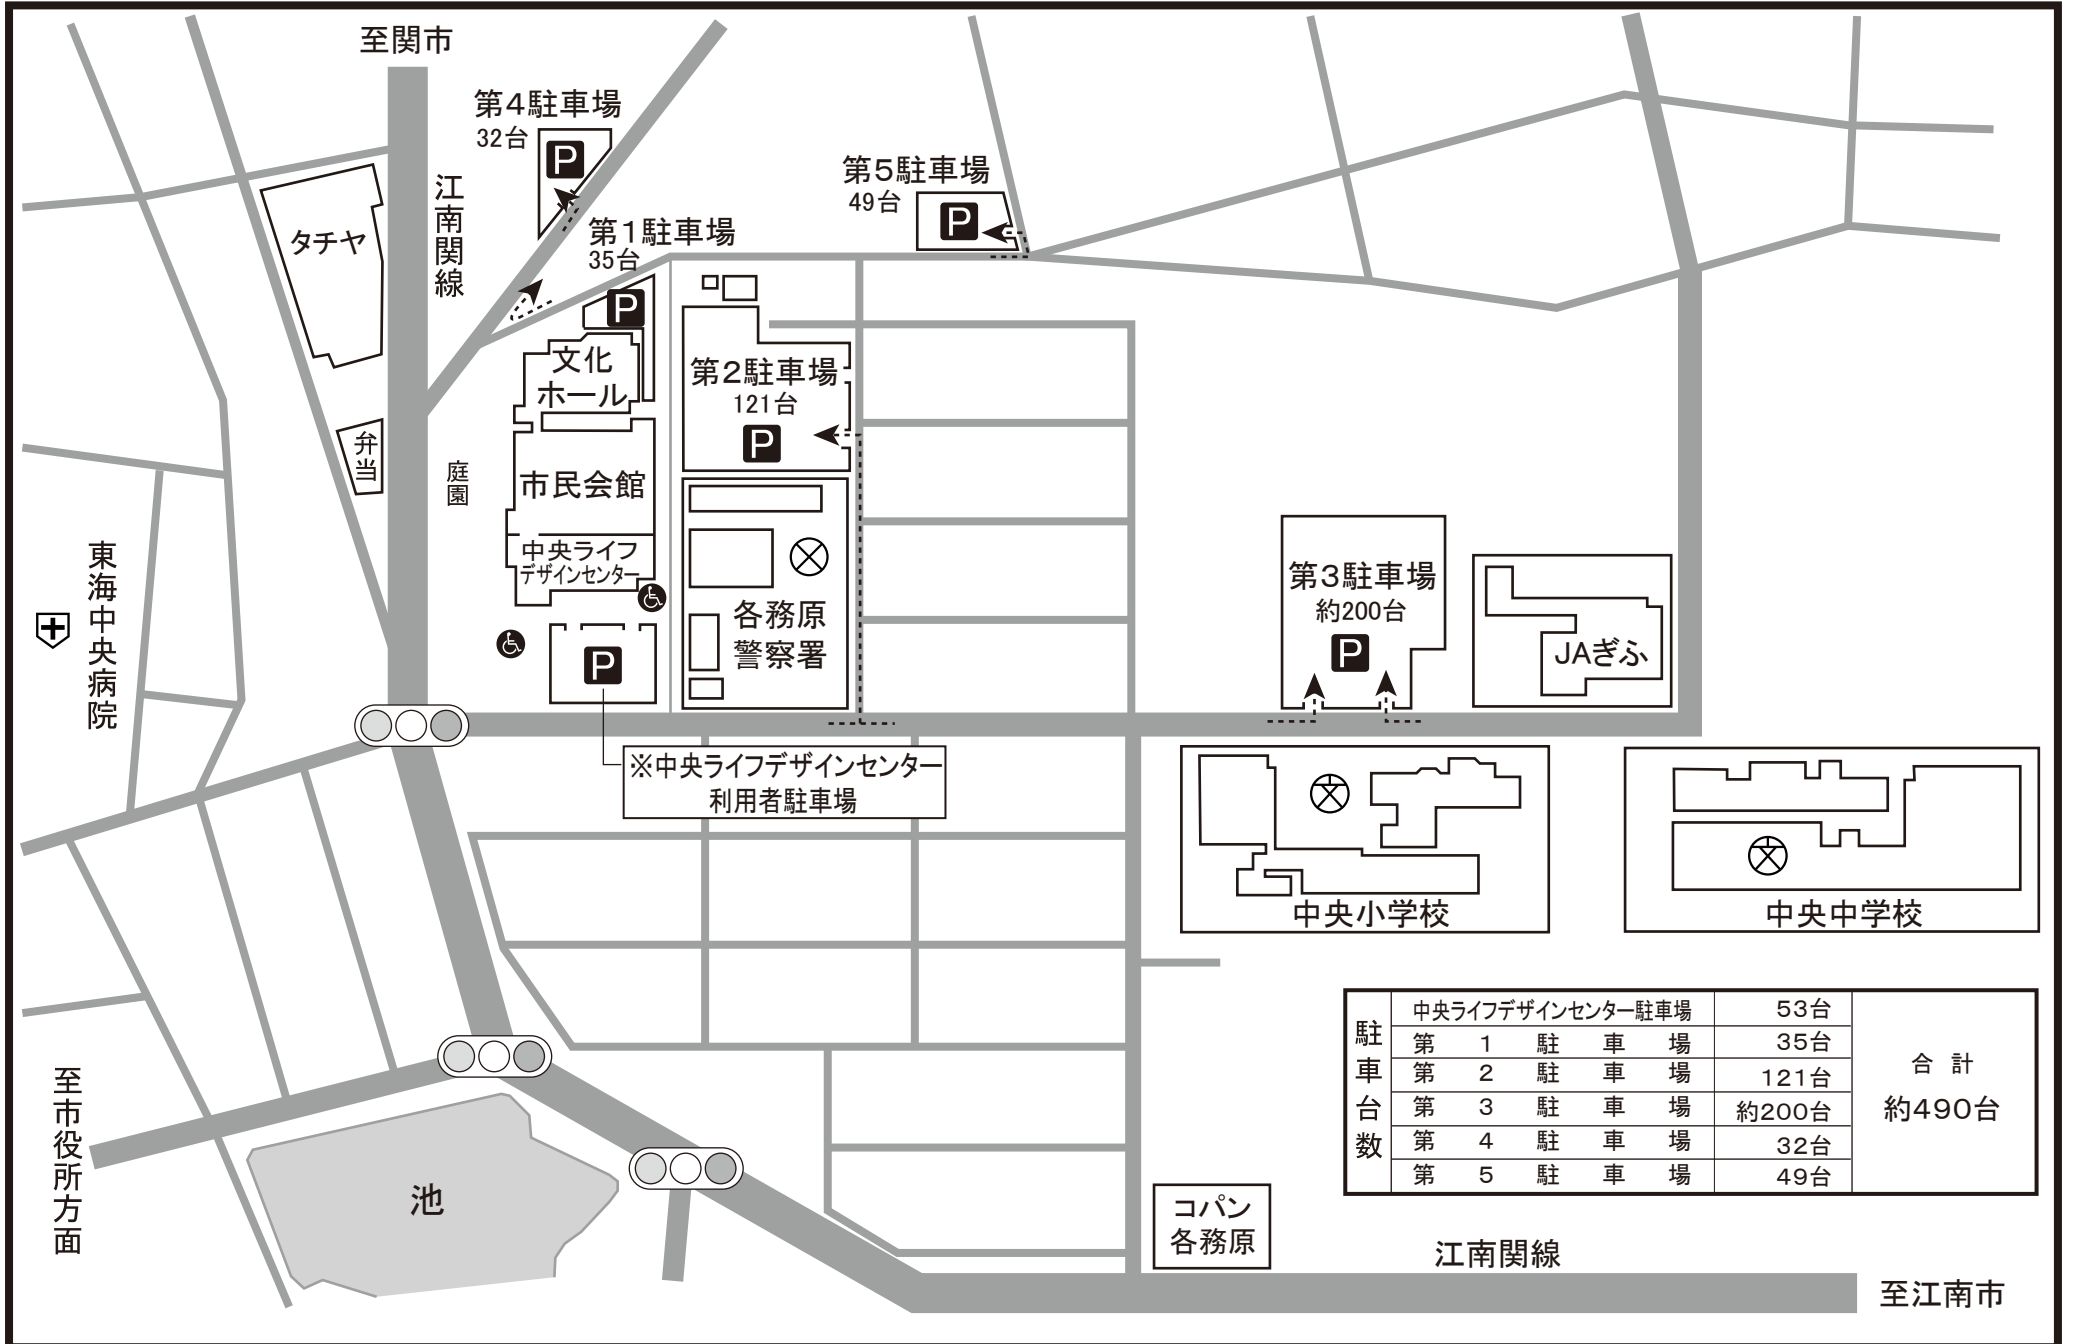 至関市
第4駐車場
32台
P
江南関線
第5駐車場
49台
P
第1駐車場
35台
P
タチヤ
文化
ホール
第2駐車場
121台
P
弁当
庭園
市民会館
中央ライフ
デザインセンター
東海中央病院
各務原
警察署
P
第3駐車場
約200台
P
JAぎふ
※中央ライフデザインセンター
利用者駐車場
文
中央小学校
文
中央中学校
駐車台数
中央ライフデザインセンター駐車場 53台
第1駐車場 35台
第2駐車場 121台
第3駐車場 約200台
第4駐車場 32台
第5駐車場 49台
合計
約490台
至市役所方面
池
コパン
各務原
江南関線
至江南市